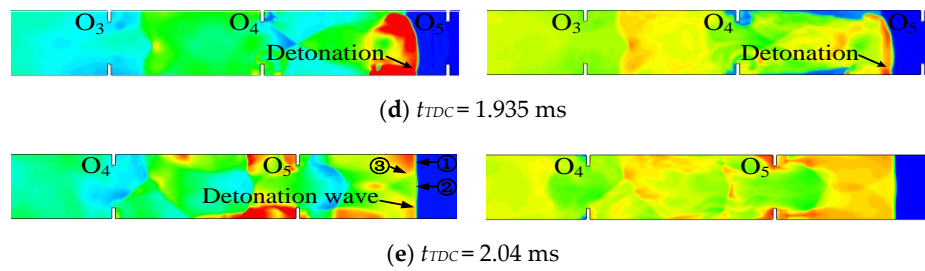 O3 O4 O5 O3 O4 O5
Detonation Detonation
(d) tTDC = 1.935 ms
O4 O5 ③ ① O4 O5
②
Detonation wave
(e) tTDC = 2.04 ms